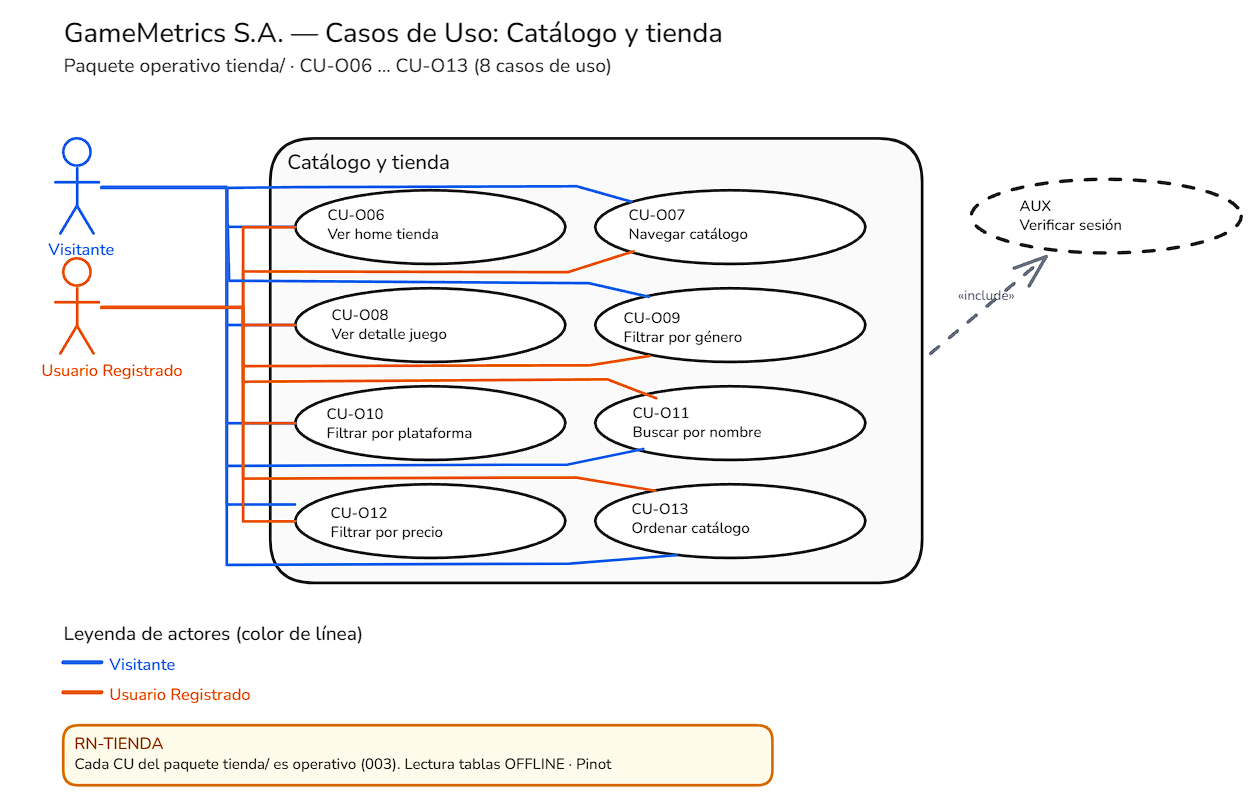 GameMetrics S.A. — Casos de Uso: Catálogo y tienda
Paquete operativo tienda/ · CU-O06 ... CU-O13 (8 casos de uso)
Catálogo y tienda
Visitante
Usuario Registrado
CU-O06
Ver home tienda
CU-O07
Navegar catálogo
CU-O08
Ver detalle juego
CU-O09
Filtrar por género
CU-O10
Filtrar por plataforma
CU-O11
Buscar por nombre
CU-O12
Filtrar por precio
CU-O13
Ordenar catálogo
AUX
Verificar sesión
«include»
Leyenda de actores (color de línea)
Visitante
Usuario Registrado
RN-TIENDA
Cada CU del paquete tienda/ es operativo (003). Lectura tablas OFFLINE · Pinot